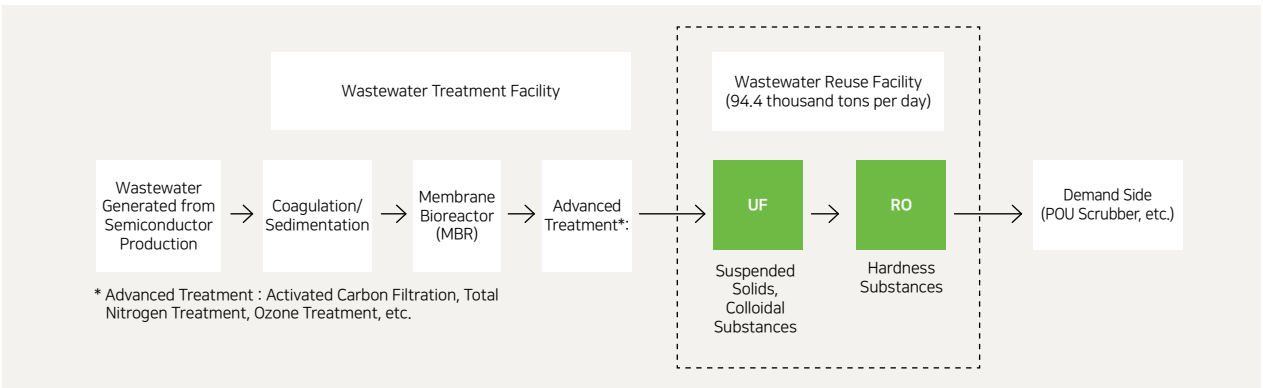 Wastewater Treatment Facility
Wastewater Reuse Facility
(94.4 thousand tons per day)
Wastewater
Generated from
Semiconductor
Production
Coagulation/
Sedimentation
Membrane
Bioreactor
(MBR)
Advanced
Treatment*:
UF
RO
Demand Side
(POU Scrubber, etc.)
Suspended
Solids,
Colloidal
Substances
Hardness
Substances
* Advanced Treatment : Activated Carbon Filtration, Total
Nitrogen Treatment, Ozone Treatment, etc.